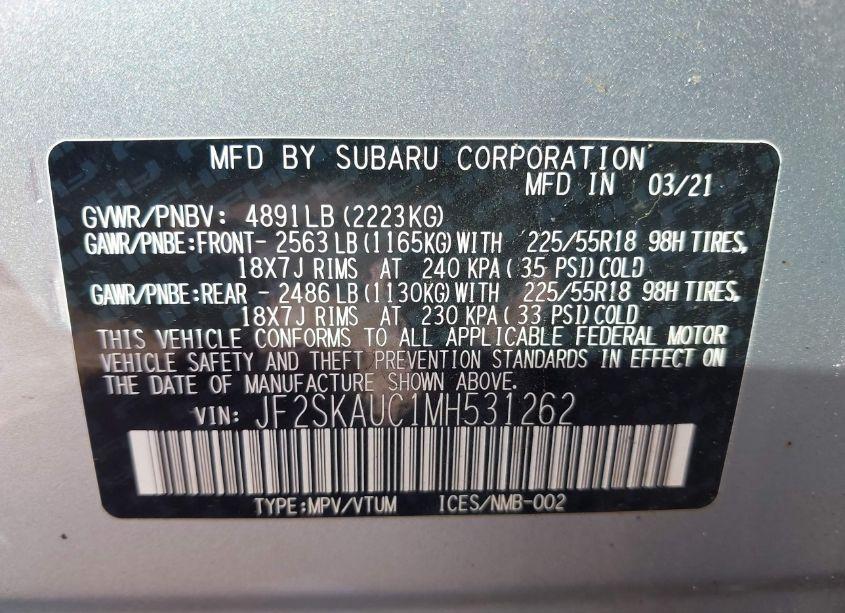 MFD BY SUBARU CORPORATION
MFD IN 03/21
GVWR/PNBV: 4891LB (2223KG)
GAWR/PNBE:FRONT- 2563 LB (1165KG) WITH 225/55R18 98H TIRES,
18X7J RIMS AT 240 KPA ( 35 PSI) COLD
GAWR/PNBE:REAR - 2486 LB (1130KG) WITH 225/55R18 98H TIRES,
18X7J RIMS AT 230 KPA ( 33 PSI) COLD
THIS VEHICLE CONFORMS TO ALL APPLICABLE FEDERAL MOTOR
VEHICLE SAFETY AND THEFT PREVENTION STANDARDS IN EFFECT ON
THE DATE OF MANUFACTURE SHOWN ABOVE.
VIN: JF2SKAUC1MH531262
TYPE:MPV/VTUM ICES/NMB-002